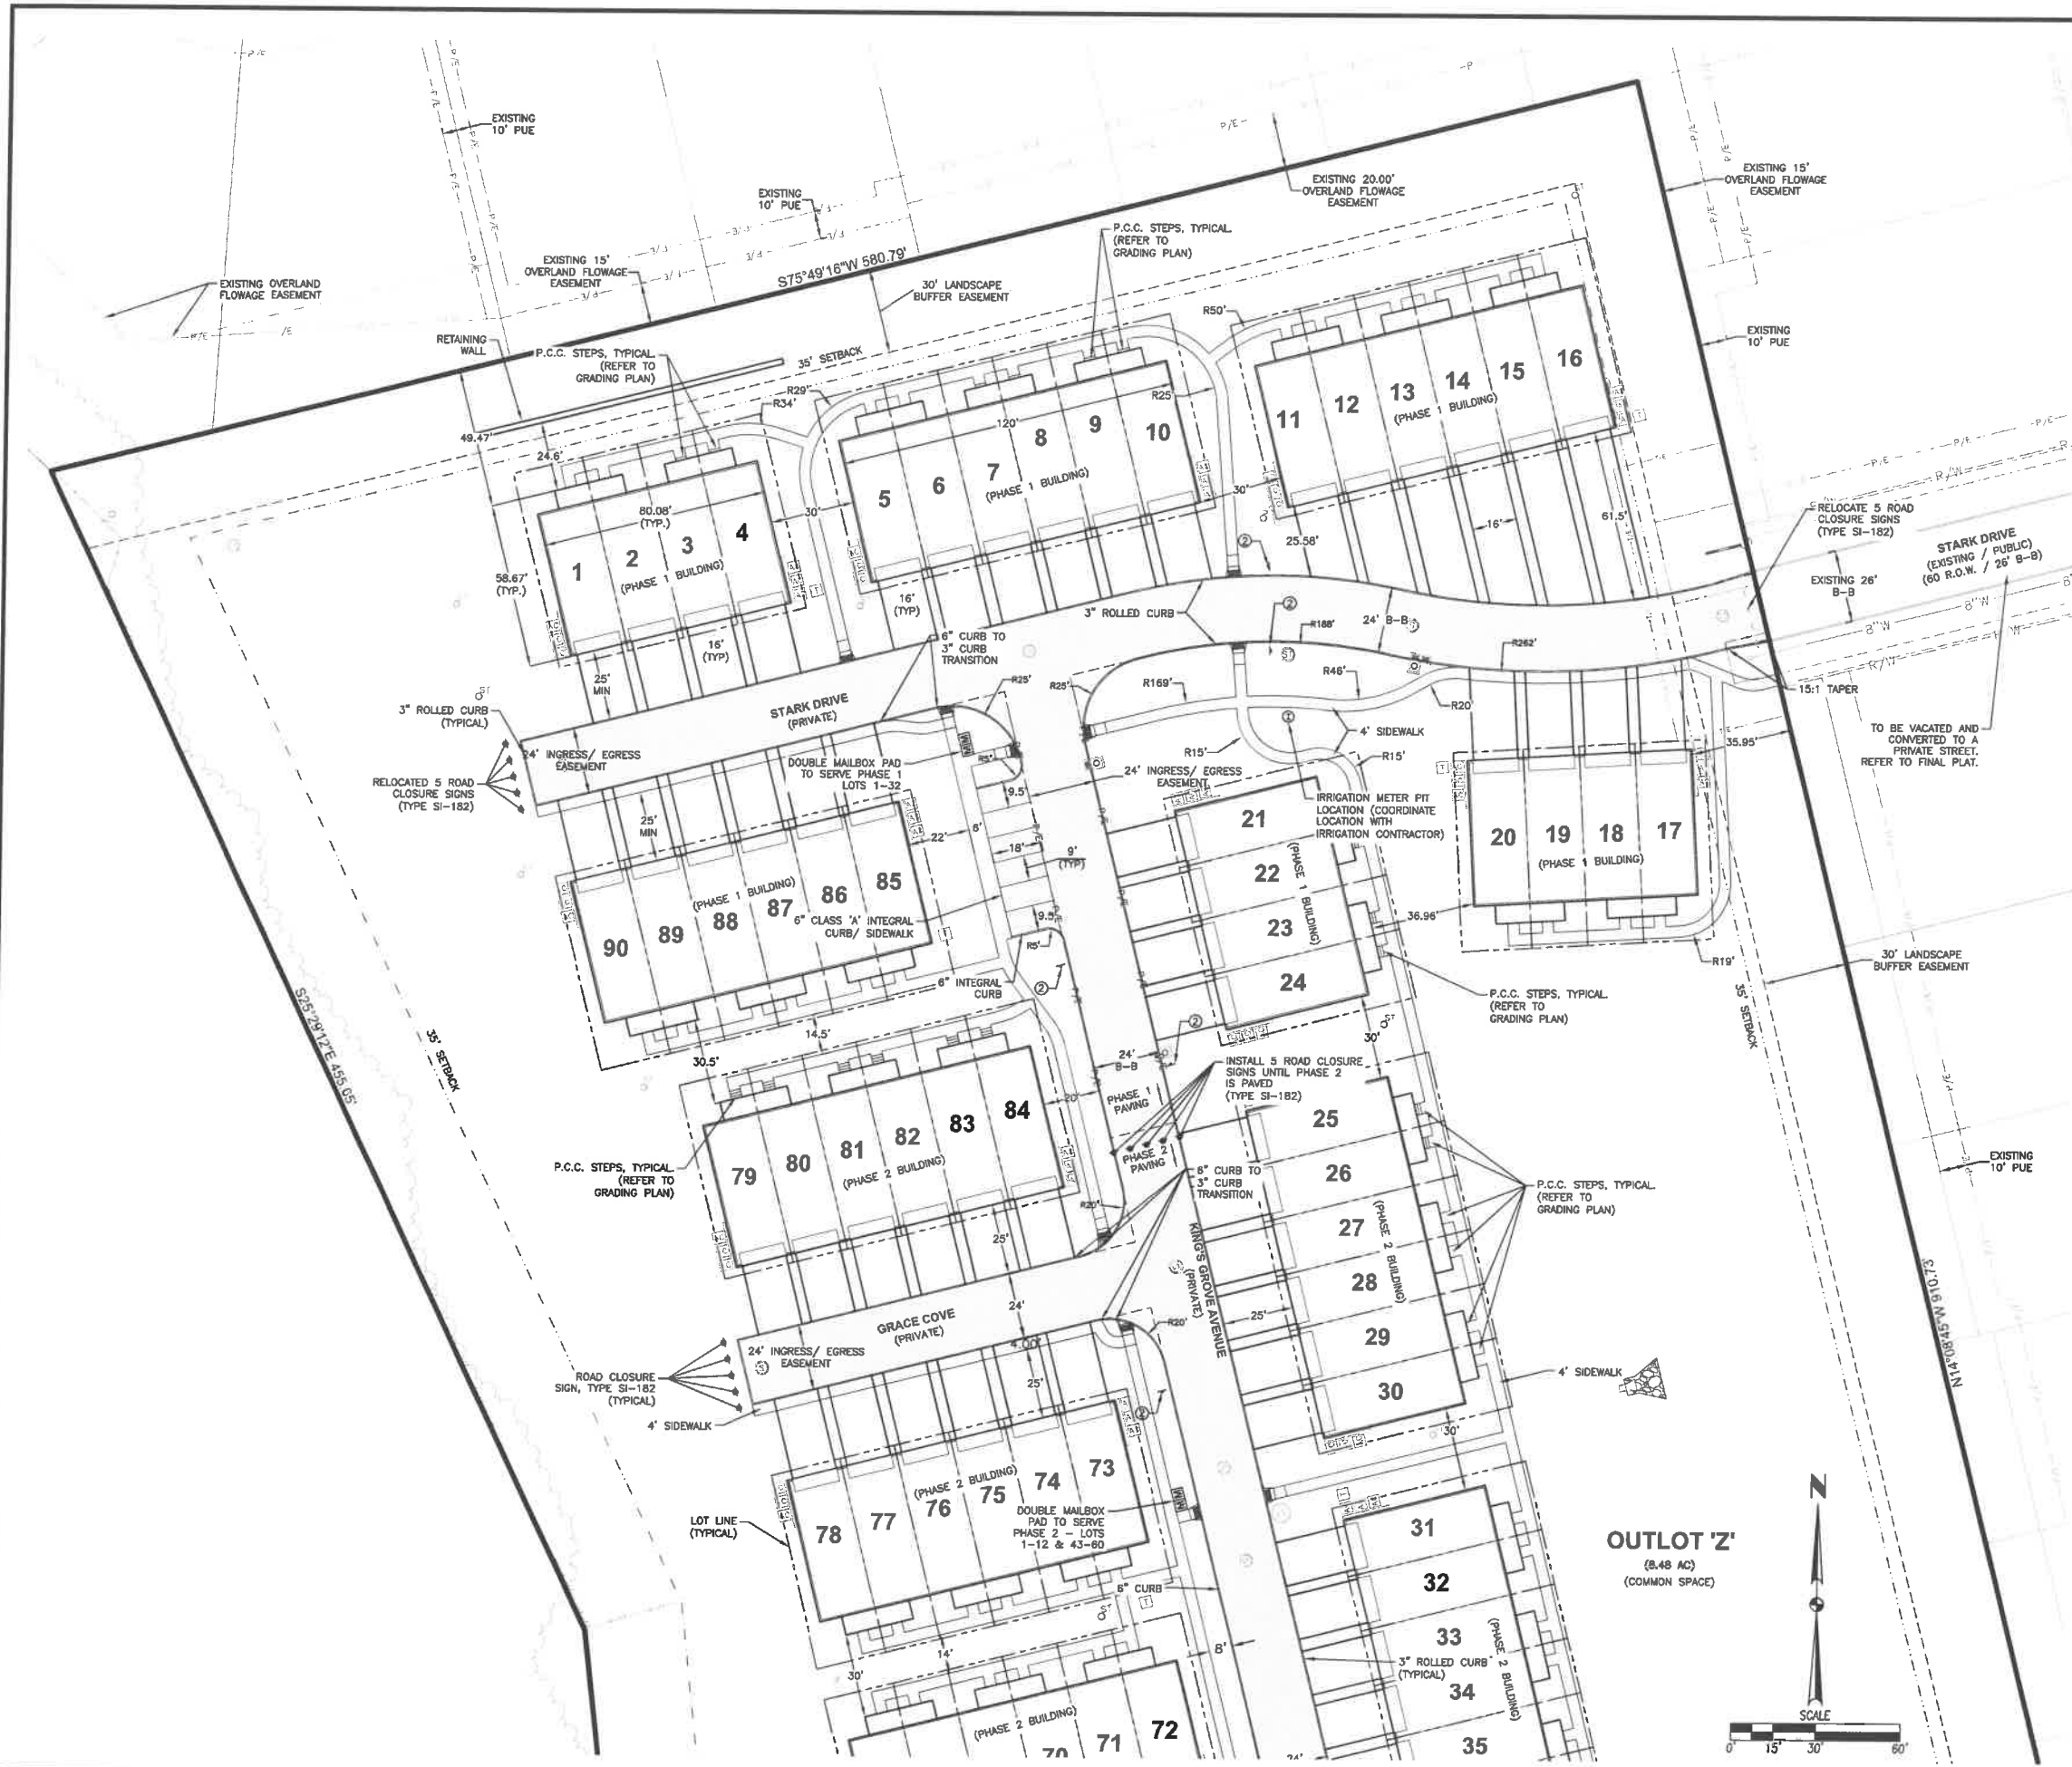 EXISTING
10' PUE
EXISTING
10' PUE
EXISTING 20.00'
OVERLAND FLOWAGE
EASEMENT
EXISTING 15'
OVERLAND FLOWAGE
EASEMENT
P.C.C. STEPS, TYPICAL
(REFER TO
GRADING PLAN)
EXISTING 15'
OVERLAND FLOWAGE
EASEMENT
S75°49'16"W 580.79'
EXISTING OVERLAND
FLOWAGE EASEMENT
30' LANDSCAPE
BUFFER EASEMENT
R50'
EXISTING
10' PUE
RETAINING
WALL
P.C.C. STEPS, TYPICAL
(REFER TO
GRADING PLAN)
35' SETBACK
R29'
R34'
R25'
49.47'
24.6'
120'
1
2
3
4
5
6
7
8
9
10
11
12
13
14
15
16
80.08'
(TYP.)
(PHASE 1 BUILDING)
(PHASE 1 BUILDING)
(PHASE 1 BUILDING)
30'
30'
58.67'
(TYP.)
16'
(TYP)
16'
(TYP)
25.58'
16'
61.5'
RELOCATE 5 ROAD
CLOSURE SIGNS
(TYPE SI-182)
STARK DRIVE
(EXISTING / PUBLIC)
(60 R.O.W. / 26' B-B)
EXISTING 26'
B-B
8"W
8"W
3" ROLLED CURB
2
2
R188'
24' B-B
R262'
6" CURB TO
3" CURB
TRANSITION
25'
MIN
3" ROLLED CURB
(TYPICAL)
STARK DRIVE
(PRIVATE)
R25'
R25'
R169'
R46'
R20'
15:1 TAPER
TO BE VACATED AND
CONVERTED TO A
PRIVATE STREET.
REFER TO FINAL PLAT.
4' SIDEWALK
R15'
R15'
35.95'
24' INGRESS/ EGRESS
EASEMENT
RELOCATED 5 ROAD
CLOSURE SIGNS
(TYPE SI-182)
DOUBLE MAILBOX PAD
TO SERVE PHASE 1
LOTS 1-32
R5'
24' INGRESS/ EGRESS
EASEMENT
9.5'
IRRIGATION METER PIT
LOCATION (COORDINATE
LOCATION WITH
IRRIGATION CONTRACTOR)
25'
MIN
22'
6'
18'
9'
(TYP)
21
22
23
24
(PHASE 1 BUILDING)
20
19
18
17
(PHASE 1 BUILDING)
90
89
88
87
86
85
(PHASE 1 BUILDING)
6" CLASS 'A' INTEGRAL
CURB/ SIDEWALK
9.5'
R5'
36.96'
R19'
30' LANDSCAPE
BUFFER EASEMENT
6" INTEGRAL
CURB
2
P.C.C. STEPS, TYPICAL
(REFER TO
GRADING PLAN)
S25°29'12"E 455.05'
35' SETBACK
35' SETBACK
14.5'
30.5'
30'
2
24'
B-B
INSTALL 5 ROAD CLOSURE
SIGNS UNTIL PHASE 2
IS PAVED
(TYPE SI-182)
20'
PHASE 1
PAVING
PHASE 2
PAVING
79
80
81
82
83
84
(PHASE 2 BUILDING)
P.C.C. STEPS, TYPICAL
(REFER TO
GRADING PLAN)
25
26
27
28
29
30
(PHASE 2 BUILDING)
6" CURB TO
3" CURB
TRANSITION
P.C.C. STEPS, TYPICAL
(REFER TO
GRADING PLAN)
EXISTING
10' PUE
R20'
25'
KING'S GROVE AVENUE
(PRIVATE)
25'
N14°08'45"W 910.73'
24'
GRACE COVE
(PRIVATE)
R20'
4.00'
24' INGRESS/ EGRESS
EASEMENT
25'
ROAD CLOSURE
SIGN, TYPE SI-182
(TYPICAL)
4' SIDEWALK
4' SIDEWALK
2
30'
78
77
76
75
74
73
(PHASE 2 BUILDING)
DOUBLE MAILBOX
PAD TO SERVE
PHASE 2 - LOTS
1-12 & 43-60
LOT LINE
(TYPICAL)
N
31
32
33
34
35
(PHASE 2 BUILDING)
OUTLOT 'Z'
(8.48 AC)
(COMMON SPACE)
6" CURB
8'
3" ROLLED CURB
(TYPICAL)
14'
30'
(PHASE 2 BUILDING)
70
71
72
24'
SCALE
0' 15' 30' 60'